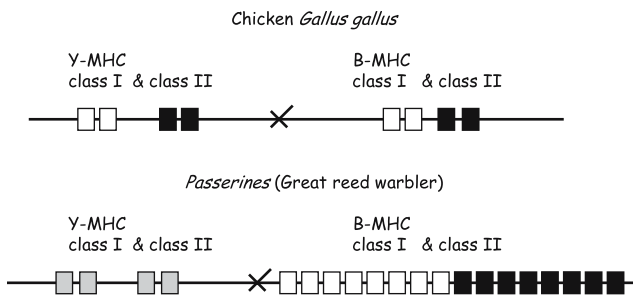 Chicken Gallus gallus
Y-MHC
class I & class II
B-MHC
class I & class II
Passerines (Great reed warbler)
Y-MHC
class I & class II
B-MHC
class I & class II